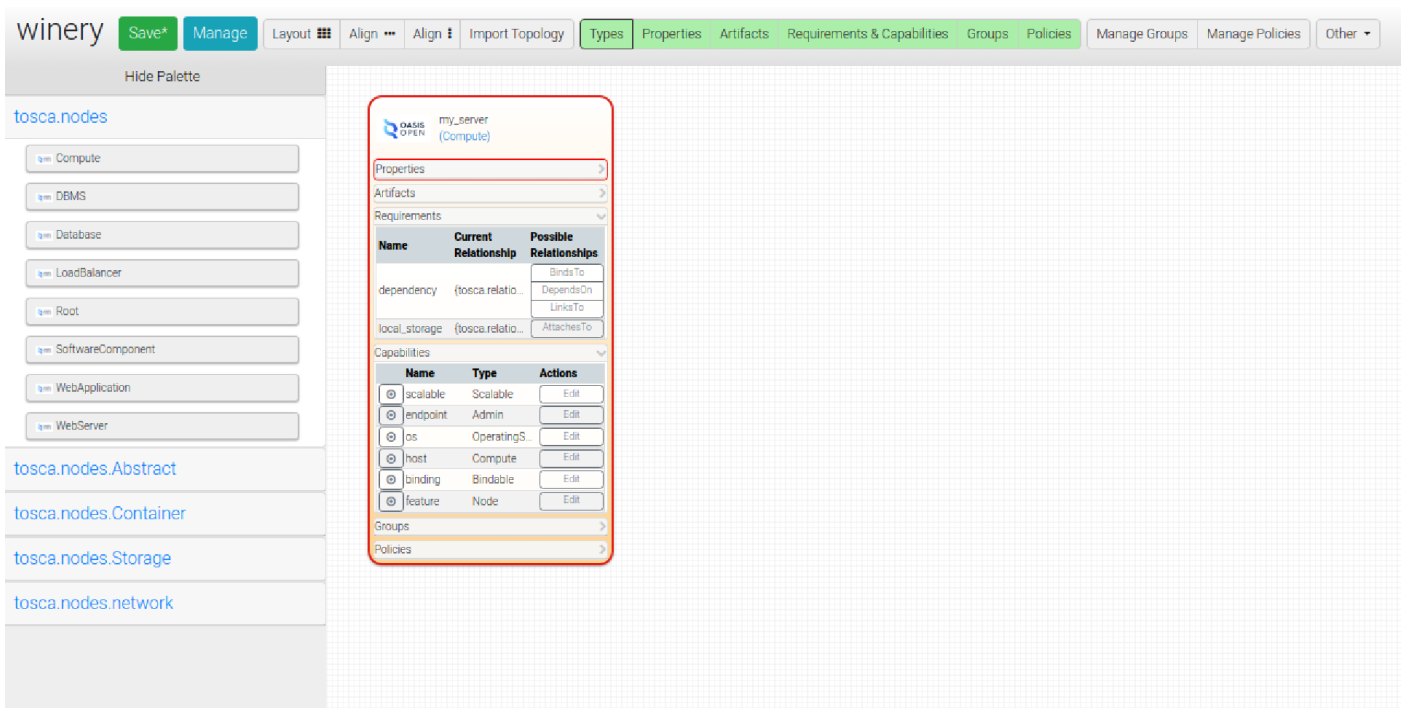 winery Save* Manage Layout Align Align Import Topology Types Properties Artifacts Requirements & Capabilities Groups Policies Manage Groups Manage Policies Other
Hide Palette
tosca.nodes
Compute
DBMS
Database
LoadBalancer
Root
SoftwareComponent
WebApplication
WebServer
tosca.nodes.Abstract
tosca.nodes.Container
tosca.nodes.Storage
tosca.nodes.network
OASIS
OPEN
my_server
(Compute)
Properties
Artifacts
Requirements
Name Current Relationship Possible Relationships
dependency {tosca.relatio... BindsTo
DependsOn
LinksTo
local_storage {tosca.relatio... AttachesTo
Capabilities
Name Type Actions
scalable Scalable Edit
endpoint Admin Edit
os OperatingS... Edit
host Compute Edit
binding Bindable Edit
feature Node Edit
Groups
Policies